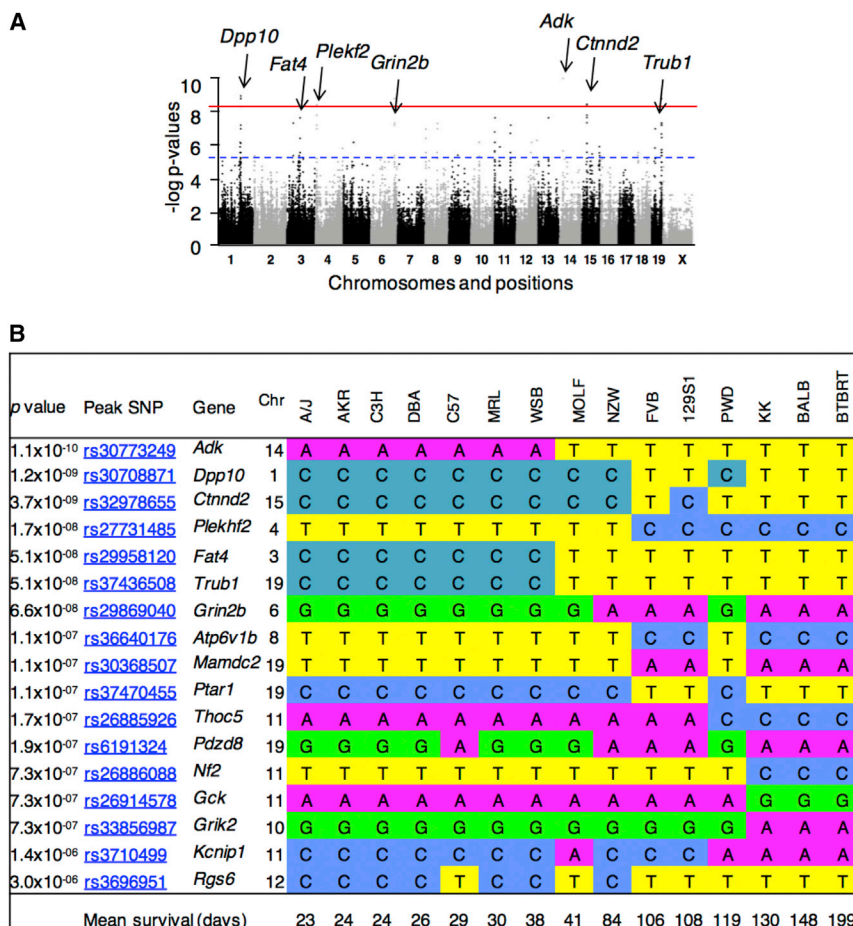 A
Dpp10 Fat4 Plekf2 Grin2b Adk Ctnnd2 Trub1
10
8
6
4
2
0
-log p-values
1 2 3 4 5 6 7 8 9 10 11 12 13 14 15 16 17 18 19 X
Chromosomes and positions
B
p value Peak SNP Gene Chr A/J AKR C3H DBA C57 MRL WSB MOLF NZW FVB 129S1 PWD KK BALB BTBRT
1.1x10-10 rs30773249 Adk 14 A A A A A A A T T T T T T T T
1.2x10-09 rs30708871 Dpp10 1 C C C C C C C C C T T C T T T
3.7x10-09 rs32978655 Ctnnd2 15 C C C C C C C C C T C T T T T
1.7x10-08 rs27731485 Plekhf2 4 T T T T T T T T T C C C C C C
5.1x10-08 rs29958120 Fat4 3 C C C C C C C T T T T T T T T
5.1x10-08 rs37436508 Trub1 19 C C C C C C C T T T T T T T T
6.6x10-08 rs29869040 Grin2b 6 G G G G G G G G A A A G A A A
1.1x10-07 rs36640176 Atp6v1b 8 T T T T T T T T T C C T C C C
1.1x10-07 rs30368507 Mamdc2 19 T T T T T T T T T A A T A A A
1.1x10-07 rs37470455 Ptar1 19 C C C C C C C C C T T C T T T
1.7x10-07 rs26885926 Thoc5 11 A A A A A A A A A A A C C C C
1.9x10-07 rs6191324 Pdzd8 19 G G G G A G G G A A A G A A A
7.3x10-07 rs26886088 Nf2 11 T T T T T T T T T T T T C C C
7.3x10-07 rs26914578 Gck 11 A A A A A A A A A A A A G G G
7.3x10-07 rs33856987 Grik2 10 G G G G G G G G G G G G A A A
1.4x10-06 rs3710499 Kcnip1 11 C C C C C C C A C C C A A A A
3.0x10-06 rs3696951 Rgs6 12 C C C C T C C T C T T T T T T
Mean survival (days) 23 24 24 26 29 30 38 41 84 106 108 119 130 148 199